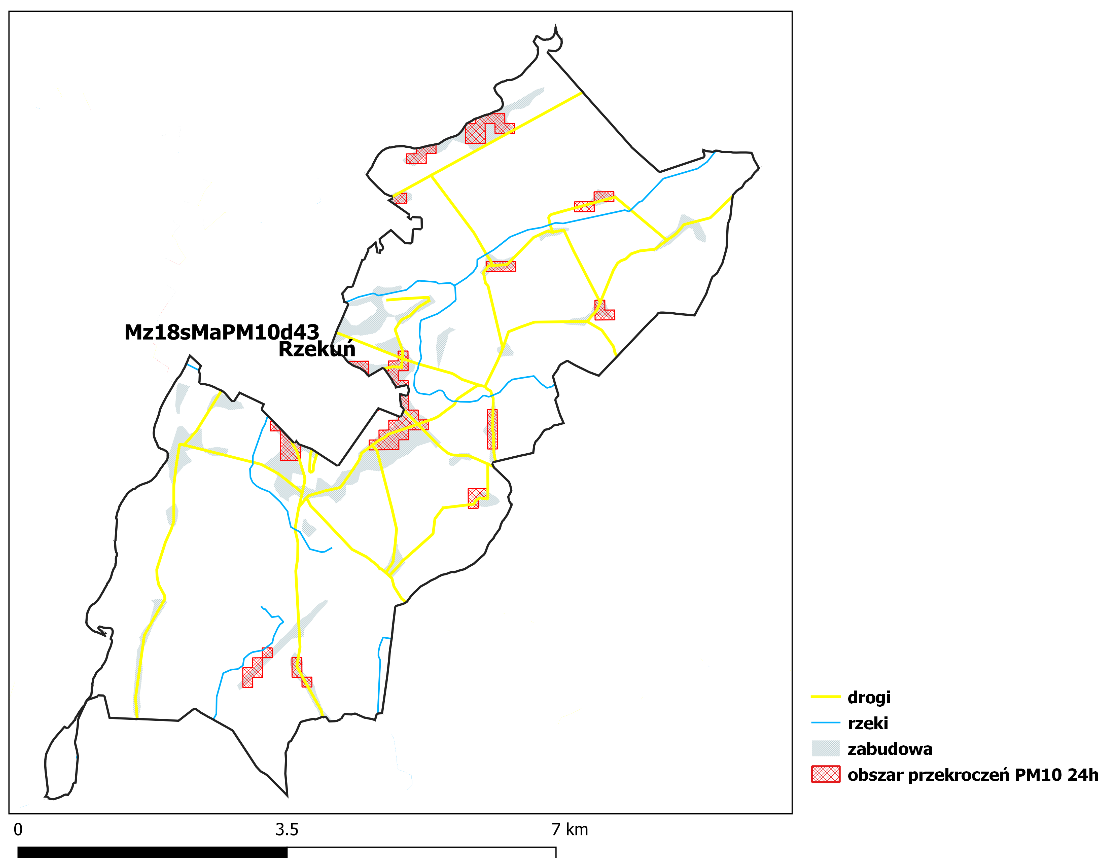 Mz18sMaPM10d43
Rzekuń
drogi
rzeki
zabudowa
obszar przekroczeń PM10 24h
0 3.5 7 km